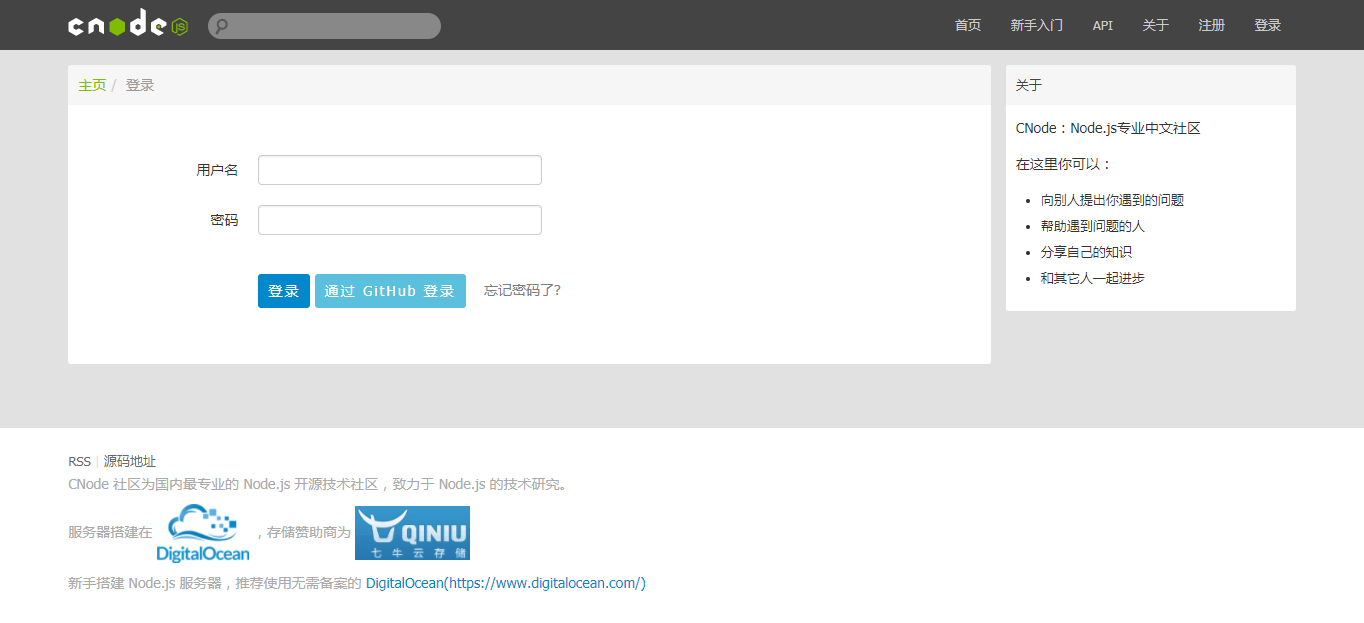 cnode JS
首页 新手入门 API 关于 注册 登录
主页 / 登录
用户名
密码
登录 通过 GitHub 登录 忘记密码了?
关于
CNode：Node.js专业中文社区
在这里你可以：
向别人提出你遇到的问题
帮助遇到问题的人
分享自己的知识
和其它人一起进步
RSS | 源码地址
CNode 社区为国内最专业的 Node.js 开源技术社区，致力于 Node.js 的技术研究。
服务器搭建在 DigitalOcean ，存储赞助商为 QINIU 七牛云存储
新手搭建 Node.js 服务器，推荐使用无需备案的 DigitalOcean(https://www.digitalocean.com/)